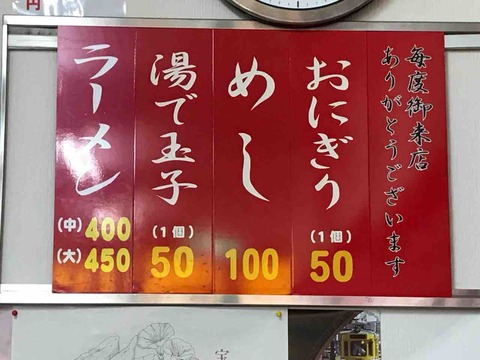 毎度御来店
ありがとうございます
おにぎり
(1個)
50
めし
100
湯で玉子
(1個)
50
ラーメン
(中) 400
(大) 450
円
宝